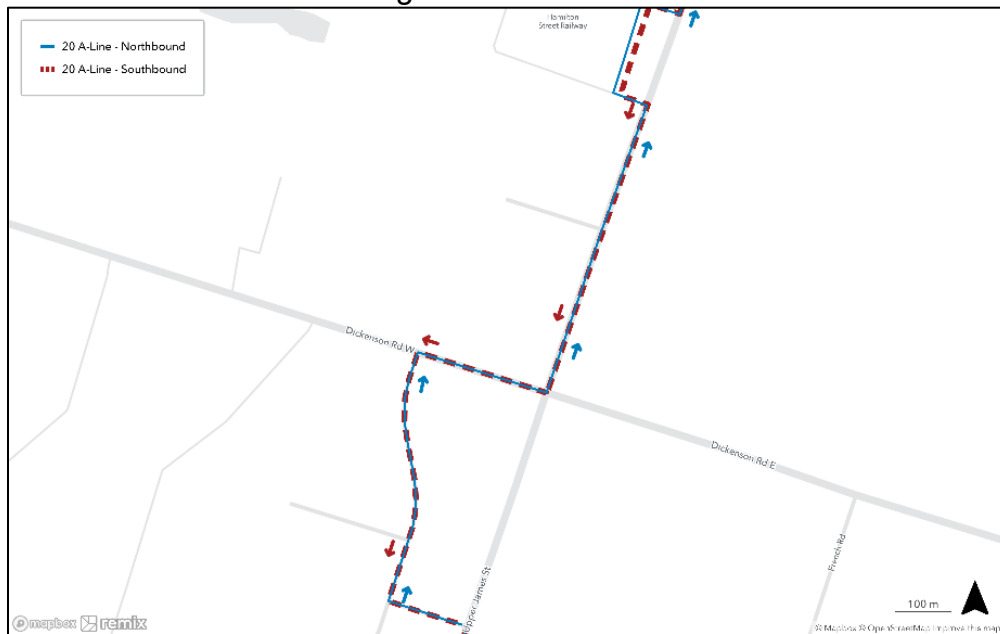 Hamilton
Street Railway
20 A-Line - Northbound
20 A-Line - Southbound
Dickenson Rd W
Dickenson Rd E
French Rd
Upper James St
100 m
mapbox remix
© Mapbox © OpenStreetMap Improve this map